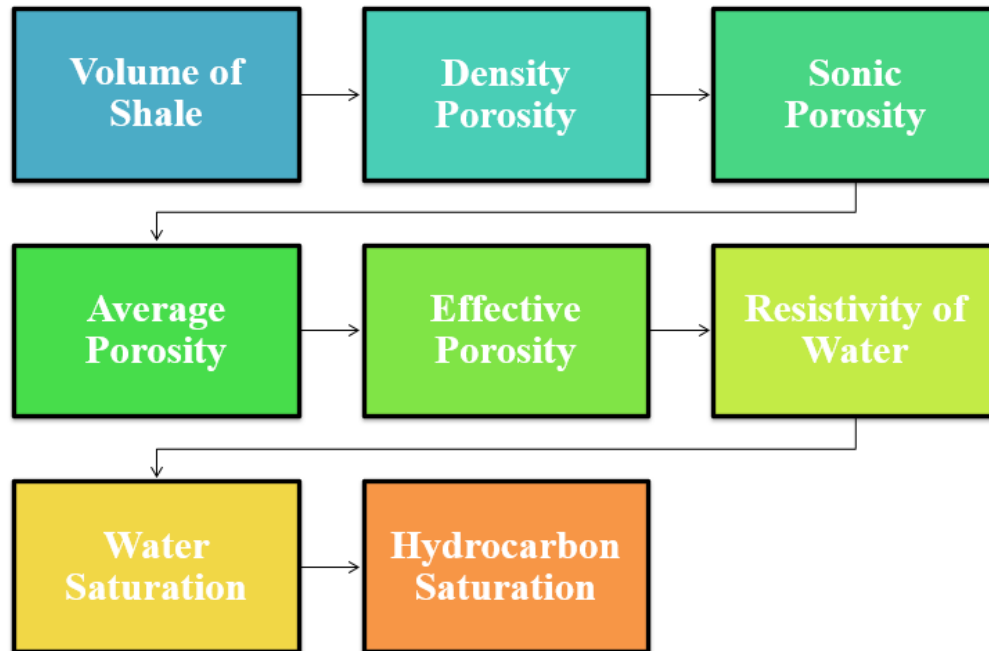 Volume of
Shale
Density
Porosity
Sonic
Porosity
Average
Porosity
Effective
Porosity
Resistivity of
Water
Water
Saturation
Hydrocarbon
Saturation